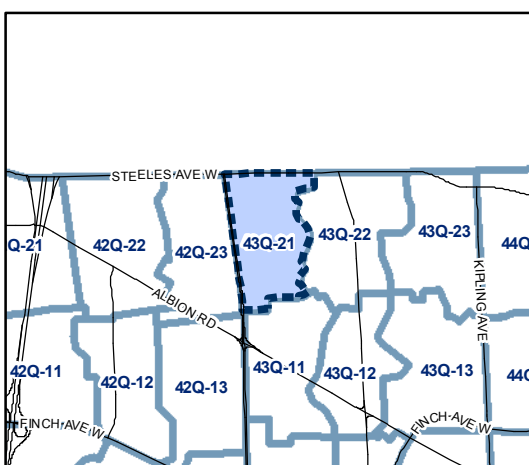 STEELES AVE W
Q-21
42Q-22
42Q-23
43Q-21
43Q-22
43Q-23
44Q
KIPLING AVE
ALBION RD
42Q-11
42Q-12
42Q-13
43Q-11
43Q-12
43Q-13
44Q
FINCH AVE W
FINCH AVE W